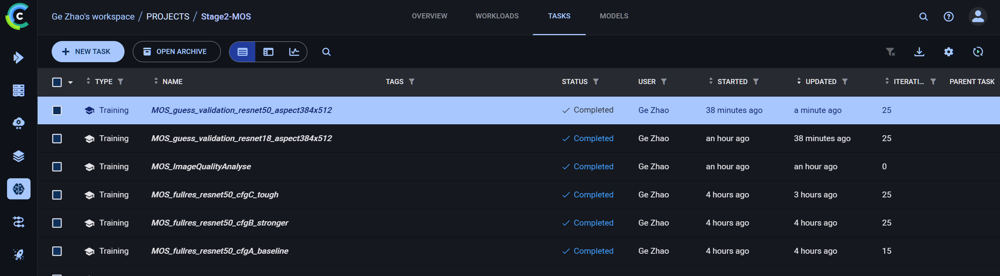 Ge Zhao's workspace / PROJECTS / Stage2-MOS
OVERVIEW WORKLOADS TASKS MODELS
NEW TASK OPEN ARCHIVE
TYPE NAME TAGS STATUS USER STARTED UPDATED ITERATI... PARENT TASK
Training MOS_guess_validation_resnet50_aspect384x512 Completed Ge Zhao 38 minutes ago a minute ago 25
Training MOS_guess_validation_resnet18_aspect384x512 Completed Ge Zhao an hour ago 38 minutes ago 25
Training MOS_ImageQualityAnalyse Completed Ge Zhao an hour ago an hour ago 0
Training MOS_fullres_resnet50_cfgC_tough Completed Ge Zhao 4 hours ago 3 hours ago 25
Training MOS_fullres_resnet50_cfgB_stronger Completed Ge Zhao 4 hours ago 4 hours ago 25
Training MOS_fullres_resnet50_cfgA_baseline Completed Ge Zhao 4 hours ago 4 hours ago 15